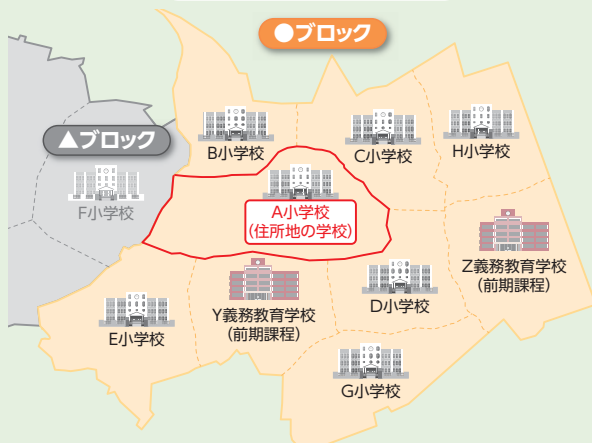 ●ブロック
▲ブロック
B小学校
C小学校
H小学校
F小学校
A小学校
(住所地の学校)
Z義務教育学校
(前期課程)
E小学校
Y義務教育学校
(前期課程)
D小学校
G小学校